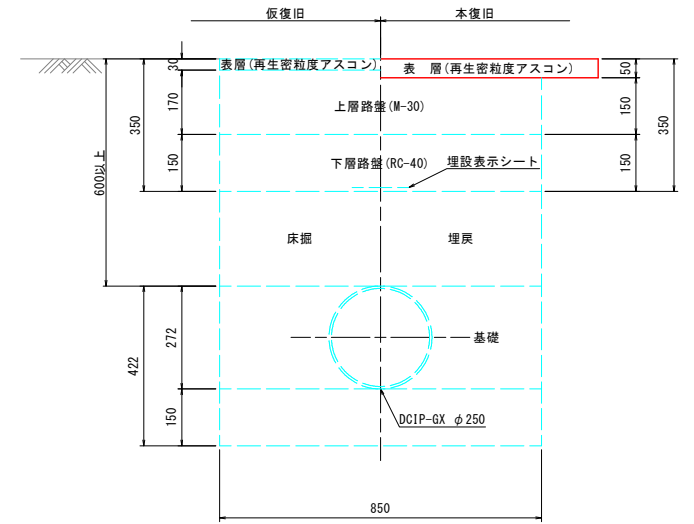 仮復旧
本復旧
表層(再生密粒度アスコン)
表　層(再生密粒度アスコン)
30
50
上層路盤(M-30)
170
150
350
350
下層路盤(RC-40)
埋設表示シート
150
150
600以上
床掘
埋戻
272
基礎
422
150
DCIP-GX φ250
850